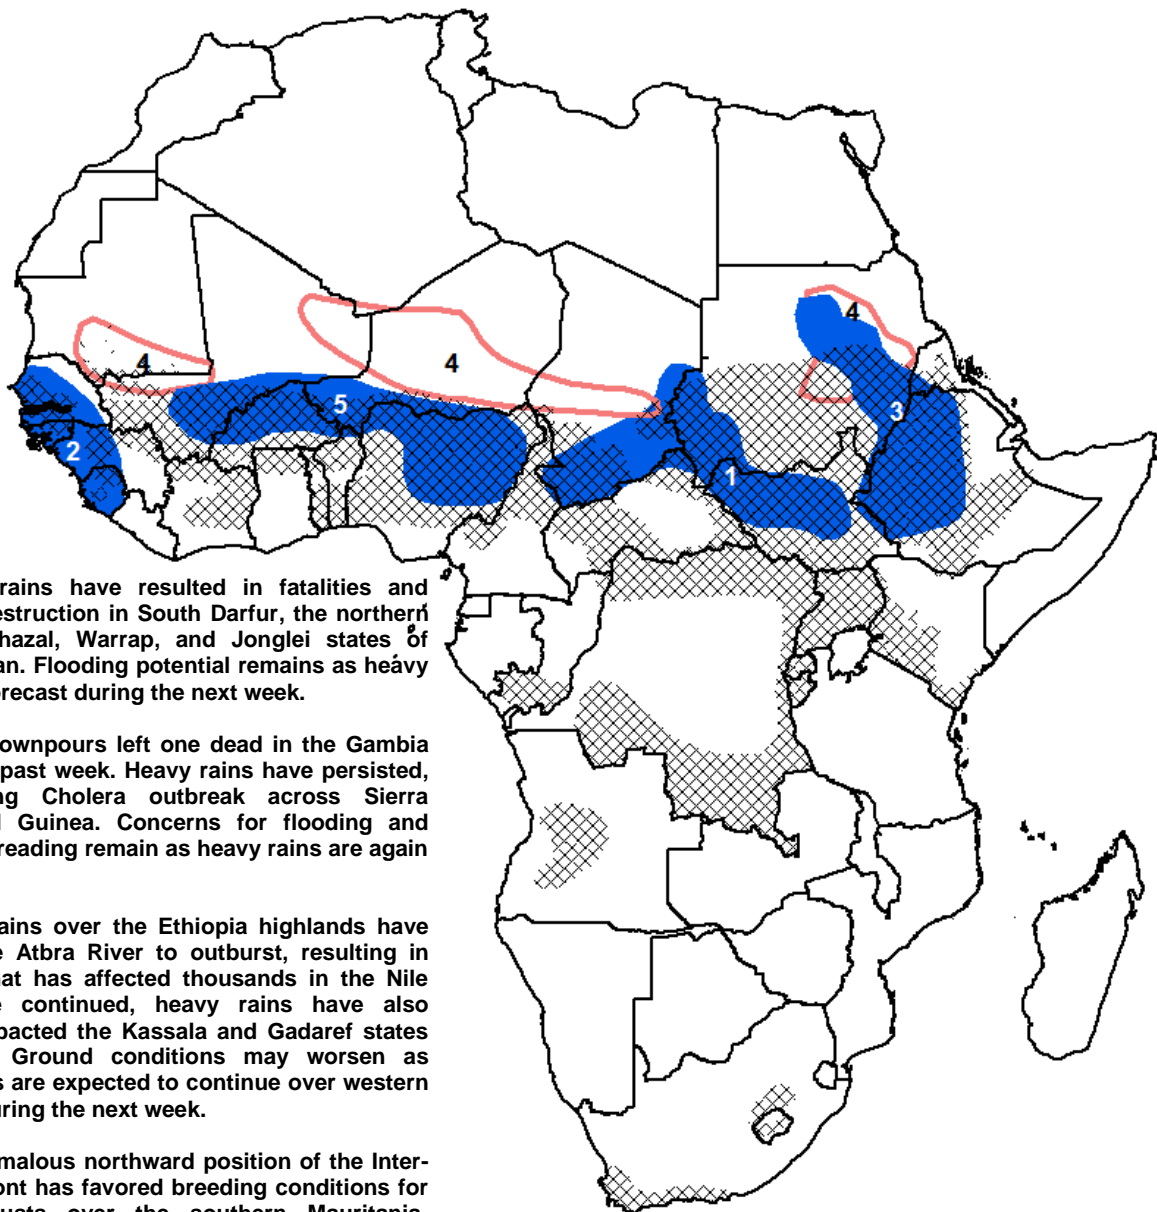 4
4
4
5
3
2
1
rains have resulted in fatalities and
estruction in South Darfur, the northern
hazal, Warrap, and Jonglei states of
an. Flooding potential remains as heavy
orecast during the next week.
ownpours left one dead in the Gambia
past week. Heavy rains have persisted,
ng Cholera outbreak across Sierra
l Guinea. Concerns for flooding and
reading remain as heavy rains are again
ains over the Ethiopia highlands have
e Atbra River to outburst, resulting in
hat has affected thousands in the Nile
e continued, heavy rains have also
pacted the Kassala and Gadaref states
Ground conditions may worsen as
s are expected to continue over western
uring the next week.
malous northward position of the Inter-
ont has favored breeding conditions for
usts over the southern Mauritania,